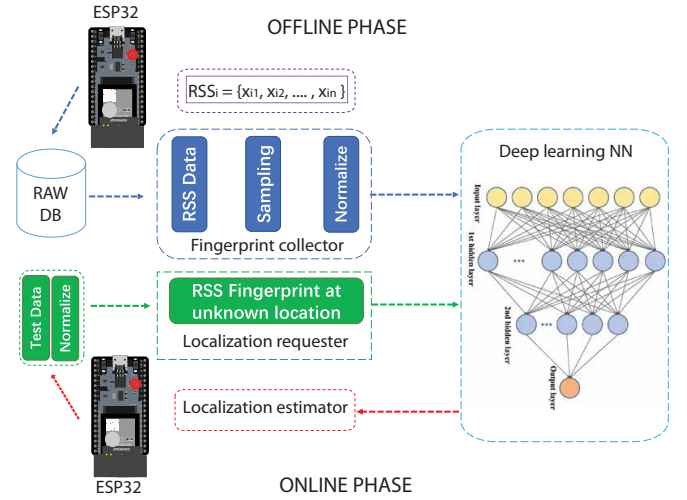 ESP32
OFFLINE PHASE
RSSi = {xi1, xi2, .... , xin }
RAW
DB
RSS Data
Sampling
Normalize
Fingerprint collector
Deep learning NN
Input layer
1st hidden layer
...
2nd hidden layer
...
Output layer
Test Data
Normalize
RSS Fingerprint at
unknown location
Localization requester
Localization estimator
ESP32
ONLINE PHASE